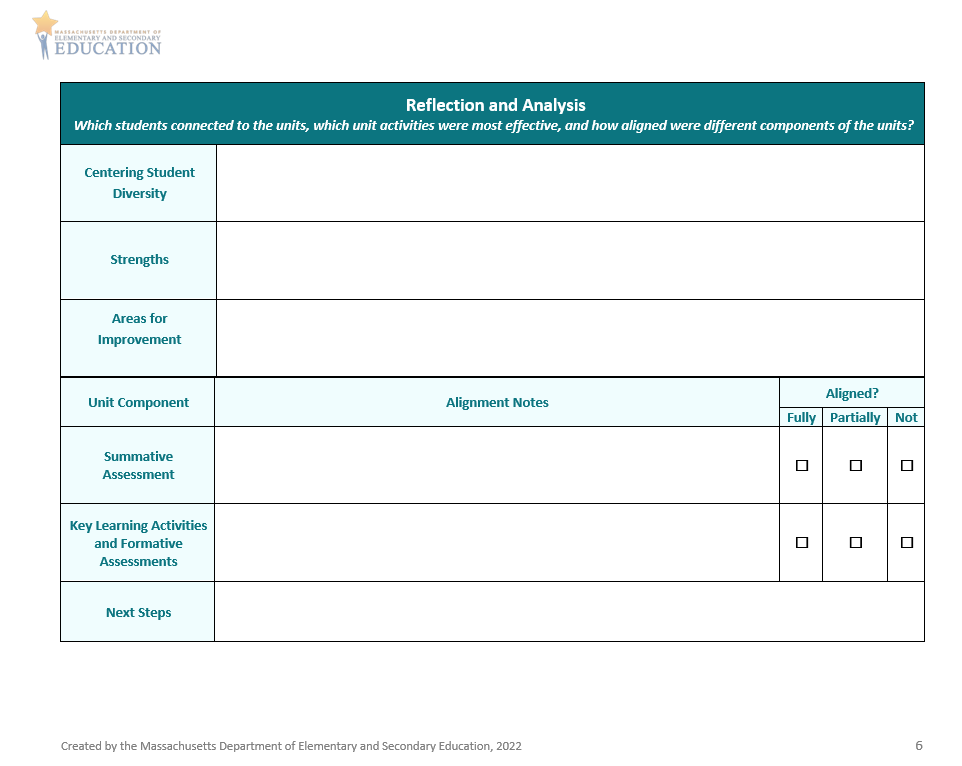 MASSACHUSETTS DEPARTMENT OF
ELEMENTARY AND SECONDARY
EDUCATION
Reflection and Analysis
Which students connected to the units, which unit activities were most effective, and how aligned were different components of the units?
Centering Student
Diversity
Strengths
Areas for
Improvement
Unit Component
Alignment Notes
Aligned?
Fully
Partially
Not
Summative
Assessment
Key Learning Activities
and Formative
Assessments
Next Steps
Created by the Massachusetts Department of Elementary and Secondary Education, 2022
6